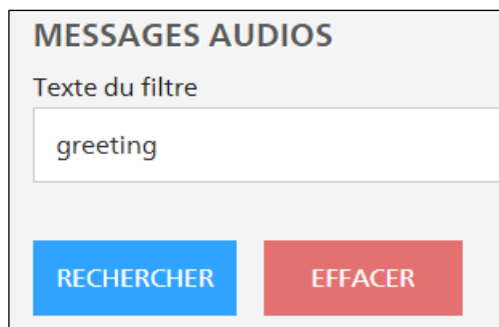 MESSAGES AUDIOS
Texte du filtre
greeting
RECHERCHER EFFACER